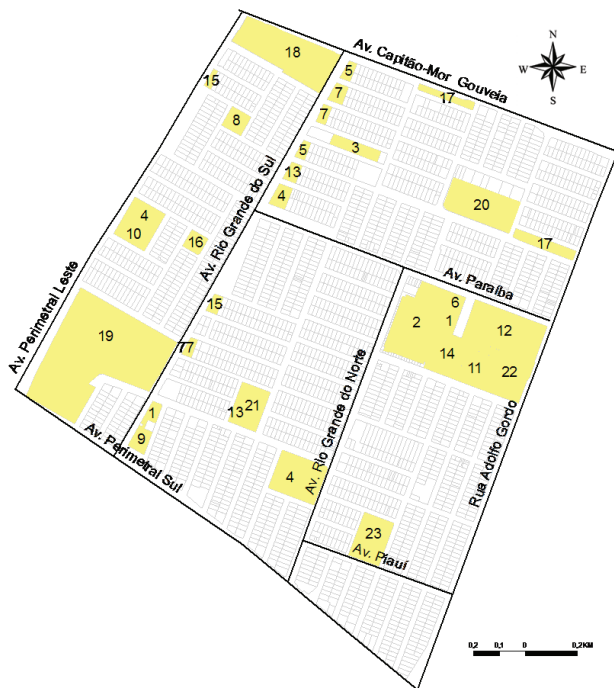 N
W E
S
Av. Capitão-Mor Gouveia
18
15
5
17
7
8
7
5
3
13
4
20
Av. Rio Grande do Sul
4
10
16
17
Av. Paraíba
Av. Perimetral Leste
19
15
6
2
1
12
77
14
11
22
Av. Rio Grande do Norte
1
13
21
9
Av. Perimetral Sul
4
Rua Adolfo Gordo
23
Av. Piauí
0,2 0,1 0 0,2KM